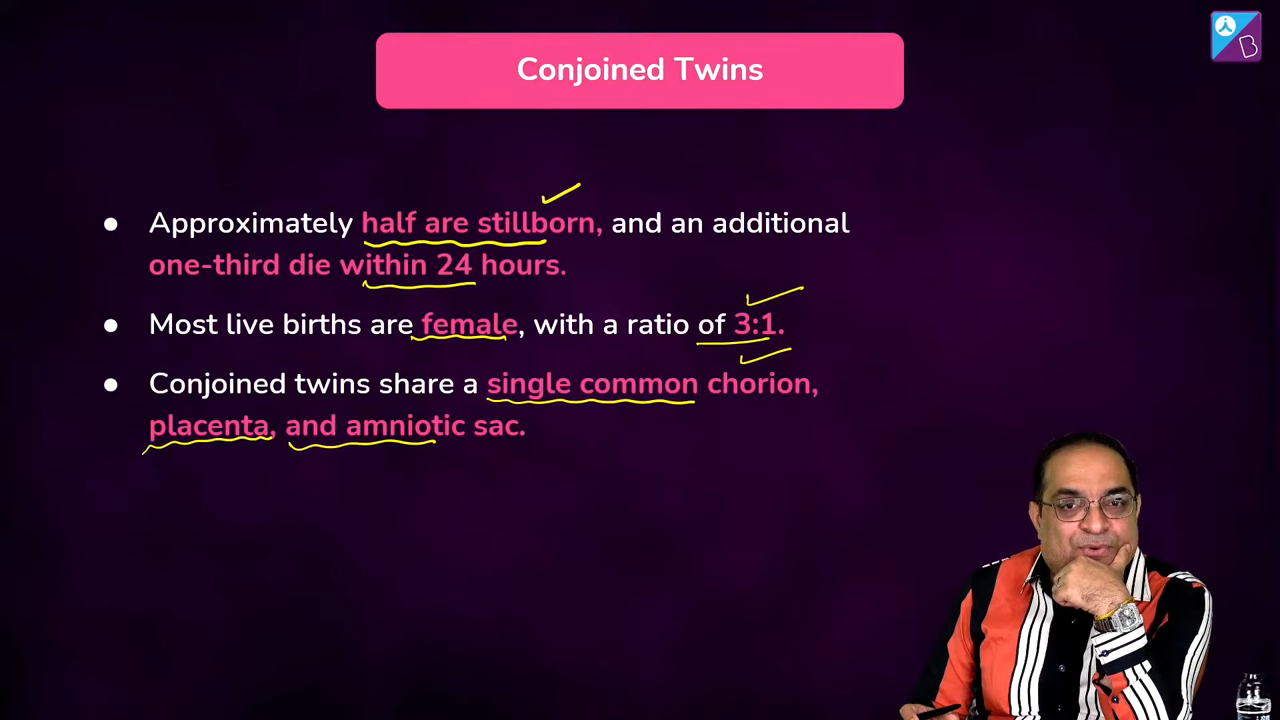 Conjoined Twins
B
● Approximately half are stillborn, and an additional
one-third die within 24 hours.
● Most live births are female, with a ratio of 3:1.
● Conjoined twins share a single common chorion,
placenta, and amniotic sac.